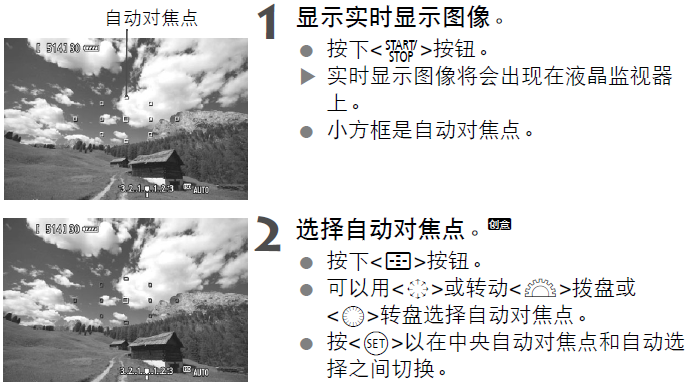 自动对焦点
[ 514] 30
3..2..1..0..1..2..3 AUTO
1 显示实时显示图像。
● 按下<START/STOP>按钮。
▶ 实时显示图像将会出现在液晶监视器
上。
● 小方框是自动对焦点。
[ 514] 30
3..2..1..0..1..2..3 AUTO
2 选择自动对焦点。创意
● 按下< >按钮。
● 可以用< >或转动< >拨盘或
< >转盘选择自动对焦点。
● 按<SET>以在中央自动对焦点和自动选
择之间切换。